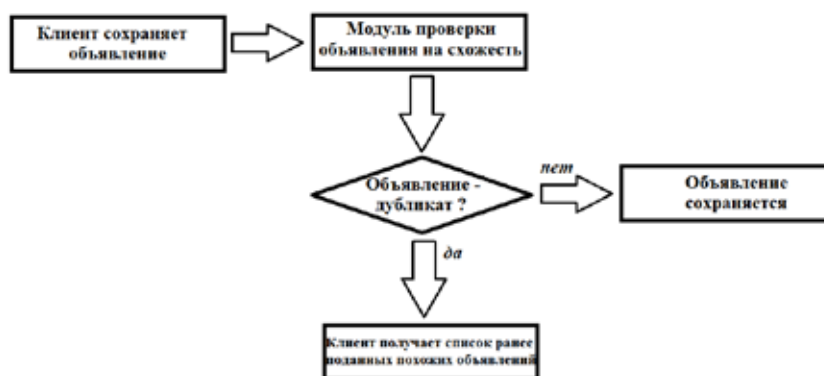 Клиент сохраняет
объявление
Модуль проверки
объявления на схожесть
Объявление -
дубликат ?
нет
Объявление
сохраняется
да
Клиент получает список ранее
поданных похожих объявлений